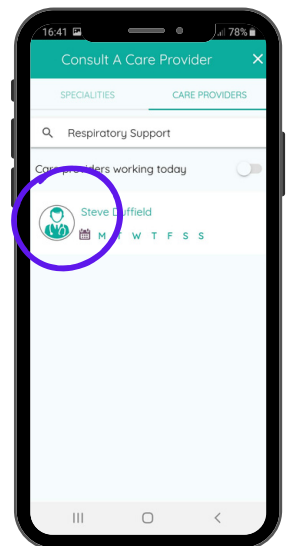 16:41 78%
Consult A Care Provider ×
SPECIALITIES CARE PROVIDERS
Respiratory Support
Care providers working today
Steve Duffield
M T W T F S S